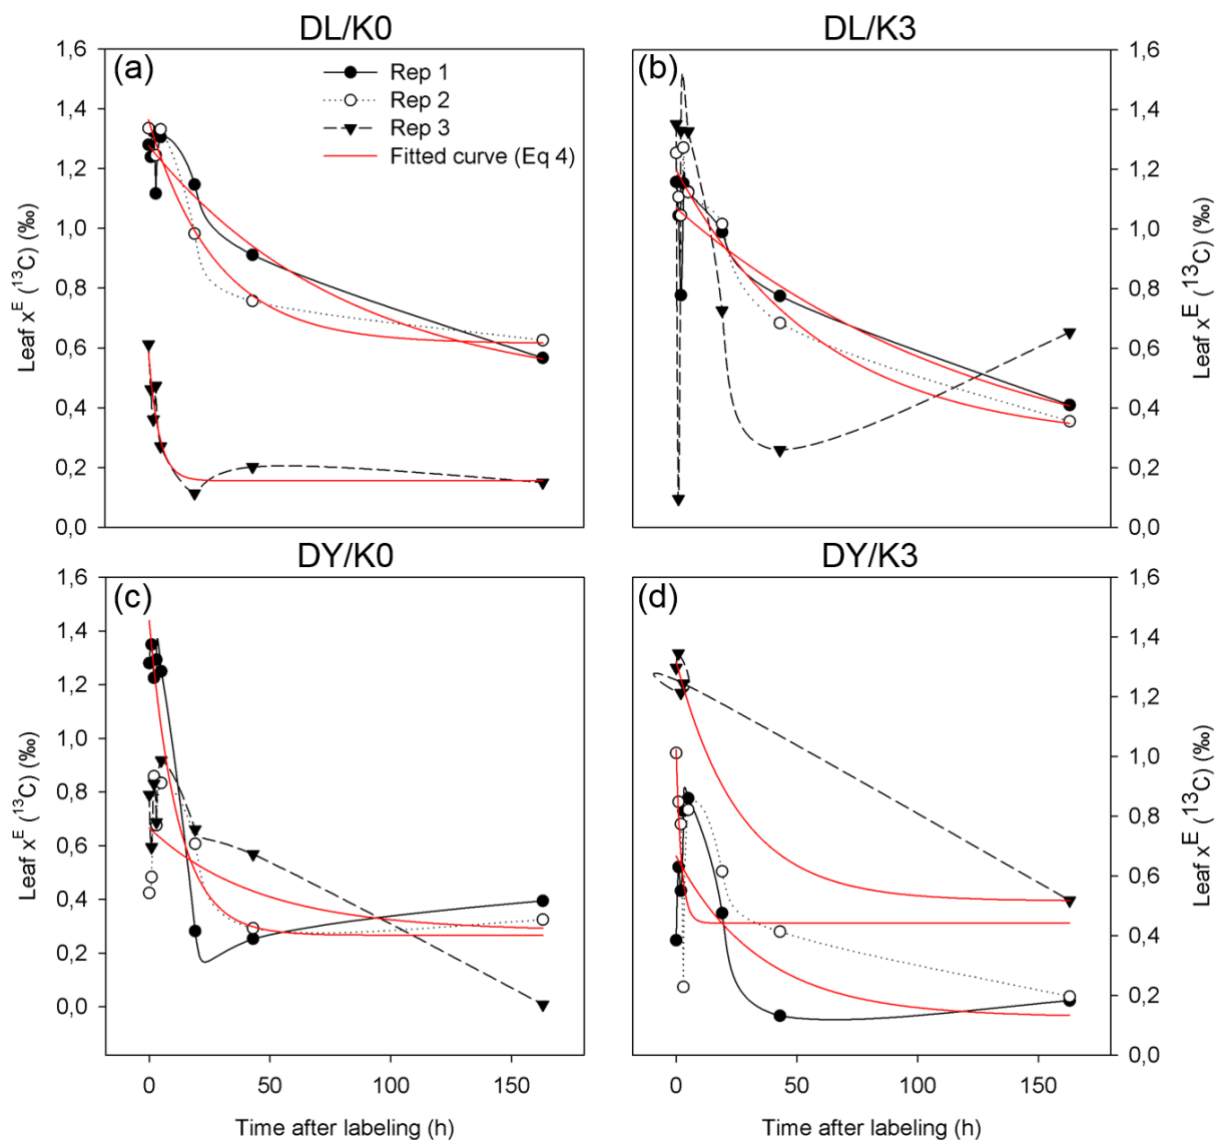 DL/K0
DL/K3
(a)
Rep 1
Rep 2
Rep 3
Fitted curve (Eq 4)
1,6
1,4
1,2
1,0
0,8
0,6
0,4
0,2
0,0
Leaf x^E (¹³C) (‰)
(b)
1,6
1,4
1,2
1,0
0,8
0,6
0,4
0,2
0,0
Leaf x^E (¹³C) (‰)
DY/K0
DY/K3
(c)
1,6
1,4
1,2
1,0
0,8
0,6
0,4
0,2
0,0
Leaf x^E (¹³C) (‰)
0
50
100
150
Time after labeling (h)
(d)
1,6
1,4
1,2
1,0
0,8
0,6
0,4
0,2
0,0
Leaf x^E (¹³C) (‰)
0
50
100
150
Time after labeling (h)